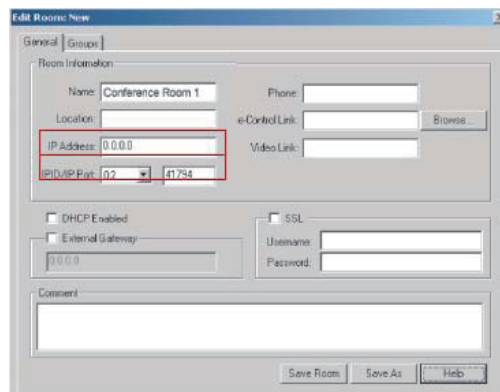 Edit Room: New
General Groups
Room Information
Name: Conference Room 1
Phone:
Location:
e-Control Link:
Browse...
IP Address: 0.0.0.0
Video Link:
IPID/IP Port: 02 41794
DHCP Enabled
SSL
External Gateway
Username:
0.0.0.0
Password:
Comment
Save Room Save As Help